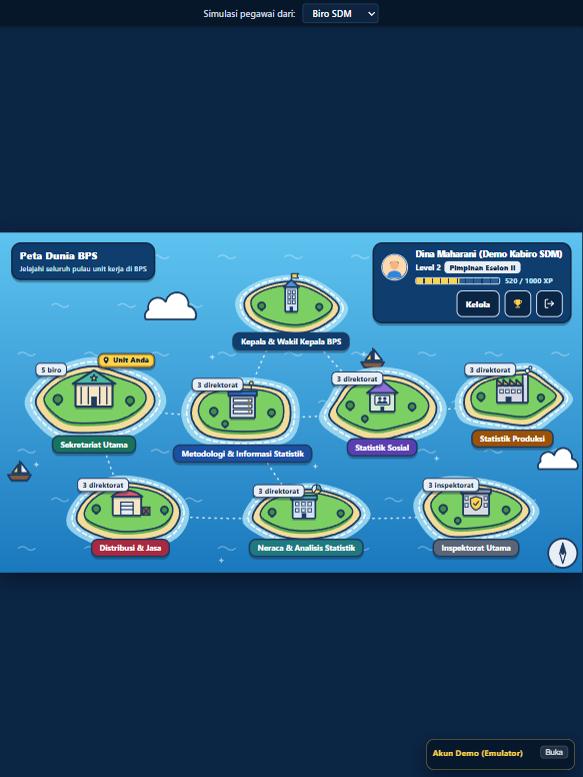 Simulasi pegawai dari: Biro SDM
Peta Dunia BPS
Jelajahi seluruh pulau unit kerja di BPS
Dina Maharani (Demo Kabiro SDM)
Level 2 Pimpinan Eselon II
520 / 1000 XP
Kelola
Kepala & Wakil Kepala BPS
Unit Anda
5 biro
Sekretariat Utama
3 direktorat
Metodologi & Informasi Statistik
3 direktorat
Statistik Sosial
3 direktorat
Statistik Produksi
3 direktorat
Distribusi & Jasa
3 direktorat
Neraca & Analisis Statistik
3 inspektorat
Inspektorat Utama
Akun Demo (Emulator) Buka